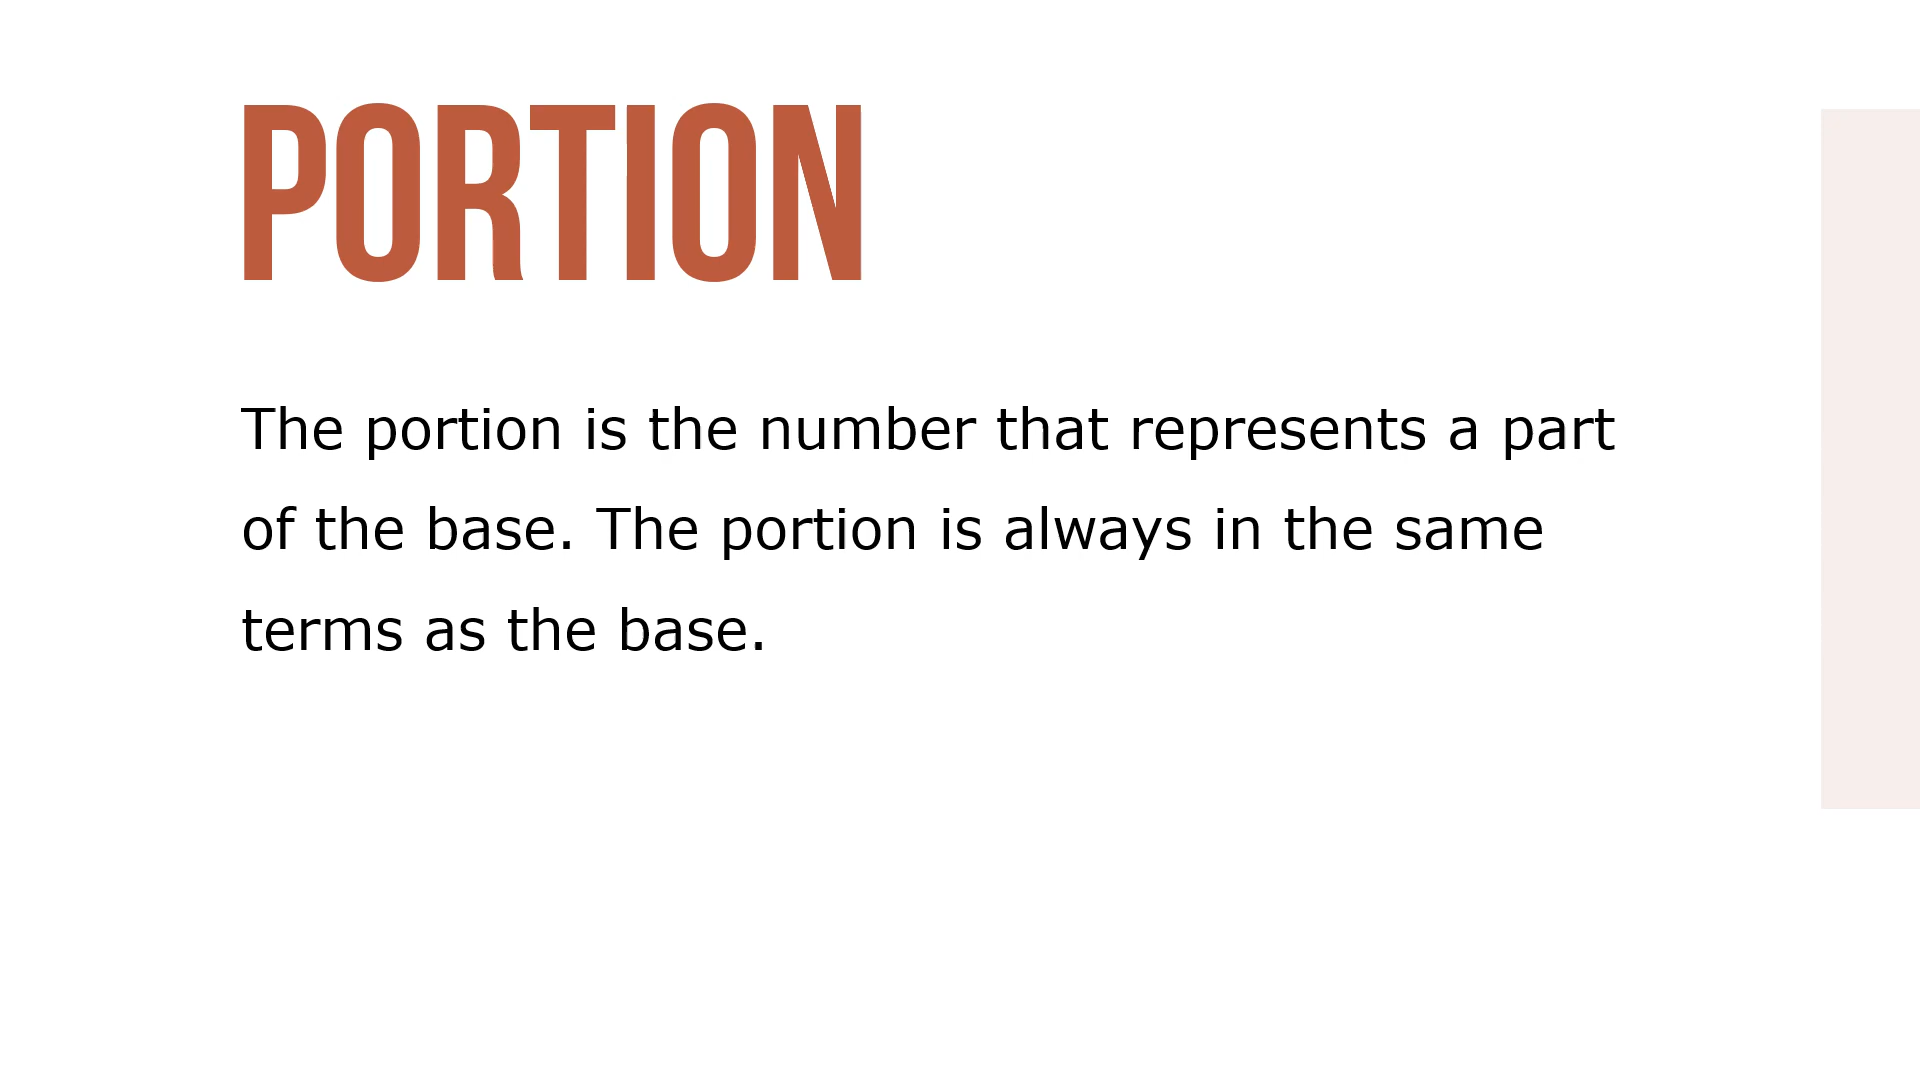 PORTION
The portion is the number that represents a part
of the base. The portion is always in the same
terms as the base.